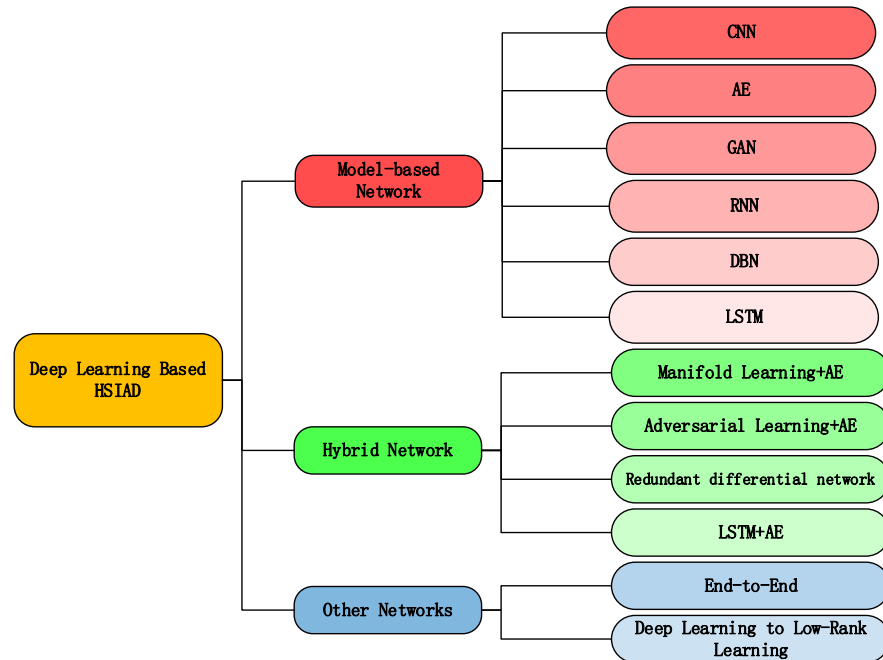 CNN
AE
GAN
Model-based
Network
RNN
DBN
LSTM
Deep Learning Based
HSIAD
Manifold Learning+AE
Adversarial Learning+AE
Hybrid Network
Redundant differential network
LSTM+AE
End-to-End
Other Networks
Deep Learning to Low-Rank
Learning